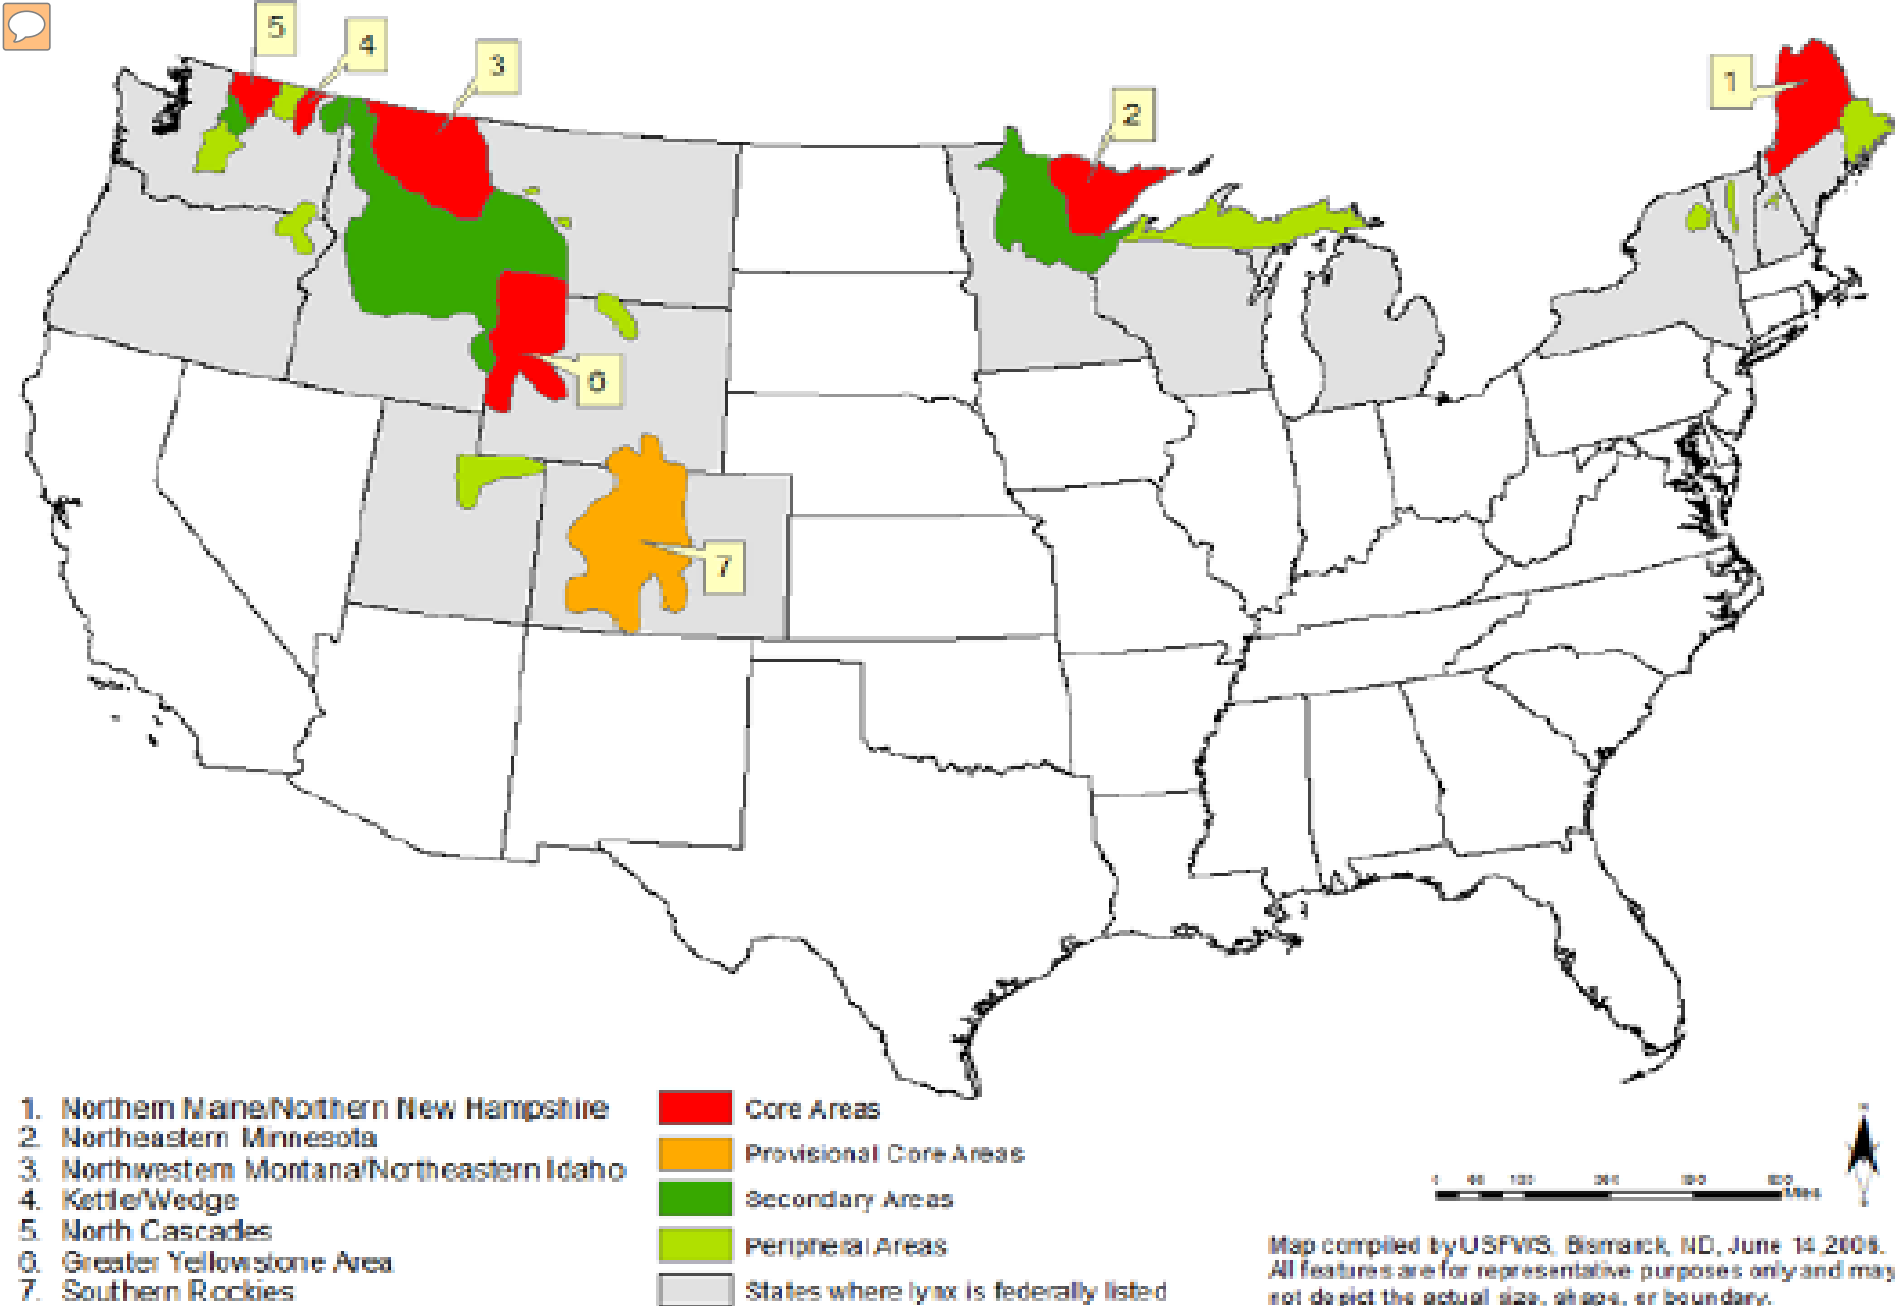 5
4
3
2
1
6
7
1. Northern Maine/Northern New Hampshire
2. Northeastern Minnesota
3. Northwestern Montana/Northeastern Idaho
4. Kettle/Wedge
5. North Cascades
6. Greater Yellowstone Area
7. Southern Rockies
Core Areas
Provisional Core Areas
Secondary Areas
Peripheral Areas
States where lynx is federally listed
Miles
Map compiled by USFWS, Bismarck, ND, June 14, 2005.
All features are for representative purposes only and may
not depict the actual size, shape, or boundary.